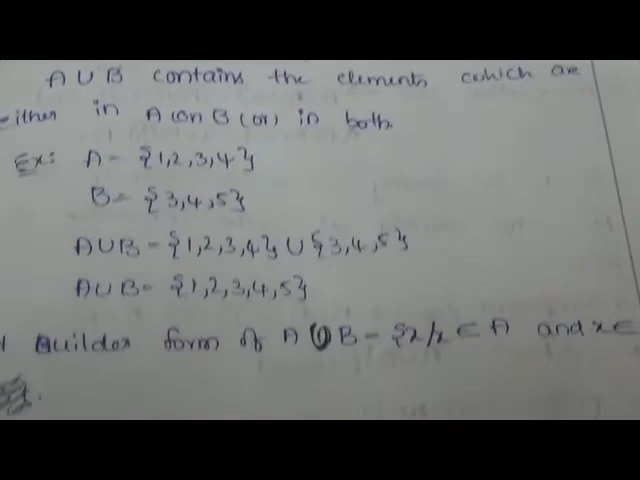 A ∪ B contains the elements which are
either in A (or) B (or) in both.
Ex: A = {1,2,3,4}
B = {3,4,5}
A∪B = {1,2,3,4} ∪ {3,4,5}
A∪B = {1,2,3,4,5}
Builder form of A ∪ B = {x/x ∈ A and x ∈